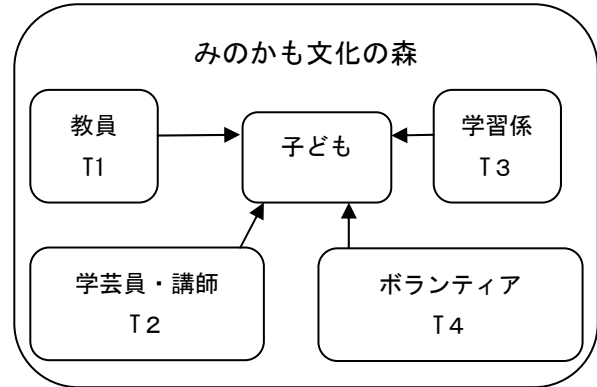 みのかも文化の森
教員
T1
子ども
学習係
T3
学芸員・講師
T2
ボランティア
T4